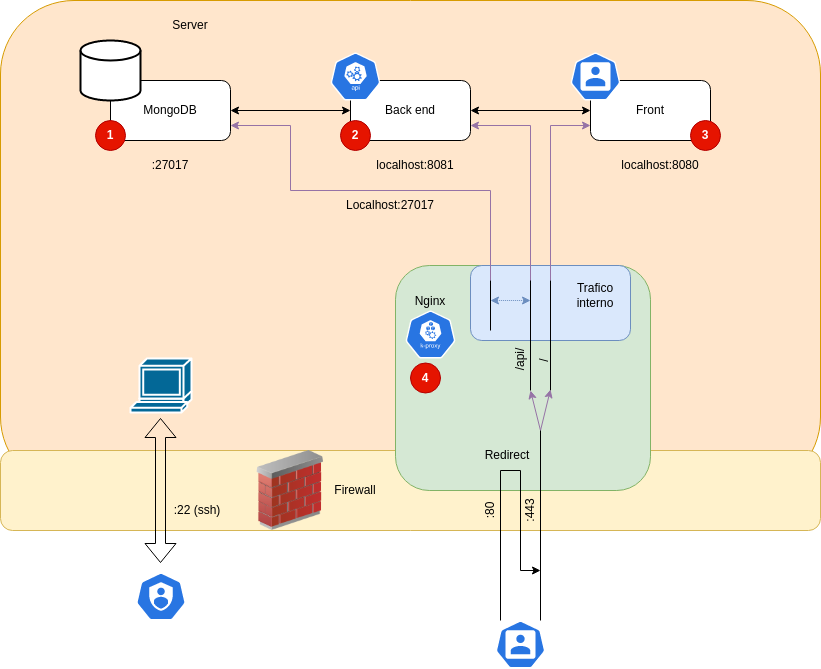 Server
MongoDB
api
Back end
Front
1
2
3
:27017
localhost:8081
localhost:8080
Localhost:27017
Nginx
Trafico
interno
k-proxy
4
/api/
/
Redirect
Firewall
:22 (ssh)
:80
:443